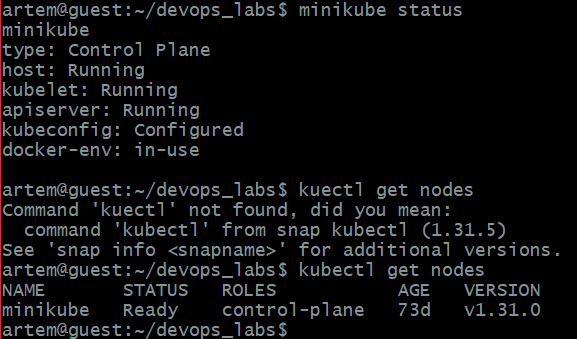 artem@guest:~/devops_labs$ minikube status
minikube
type: Control Plane
host: Running
kubelet: Running
apiserver: Running
kubeconfig: Configured
docker-env: in-use
artem@guest:~/devops_labs$ kuectl get nodes
Command 'kuectl' not found, did you mean:
  command 'kubectl' from snap kubectl (1.31.5)
See 'snap info <snapname>' for additional versions.
artem@guest:~/devops_labs$ kubectl get nodes
NAME       STATUS   ROLES           AGE   VERSION
minikube   Ready    control-plane   73d   v1.31.0
artem@guest:~/devops_labs$